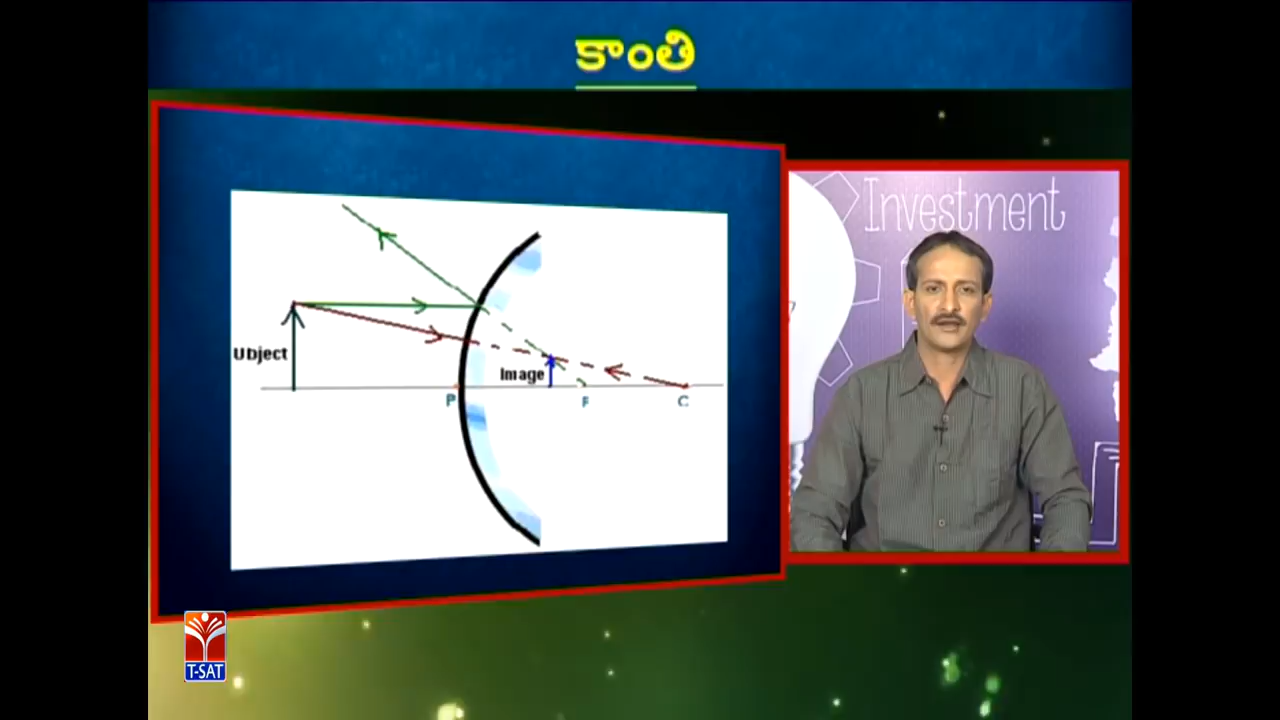 కాంతి
Investment
Ubject
Image
P
F
C
T-SAT